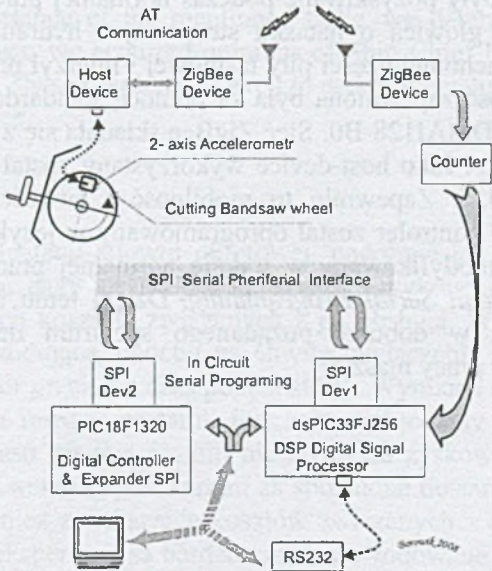 AT
Communication
Host
Device
ZigBee
Device
ZigBee
Device
2- axis Accelerometr
Counter
Cutting Bandsaw wheel
SPI Serial Pherifenal Interface
SPI
Dev2
In Circuit
Serial Programing
SPI
Dev1
PIC18F1320
Digital Controller
& Expander SPI
dsPIC33FJ256
DSP Digital Signal
Processor
RS232